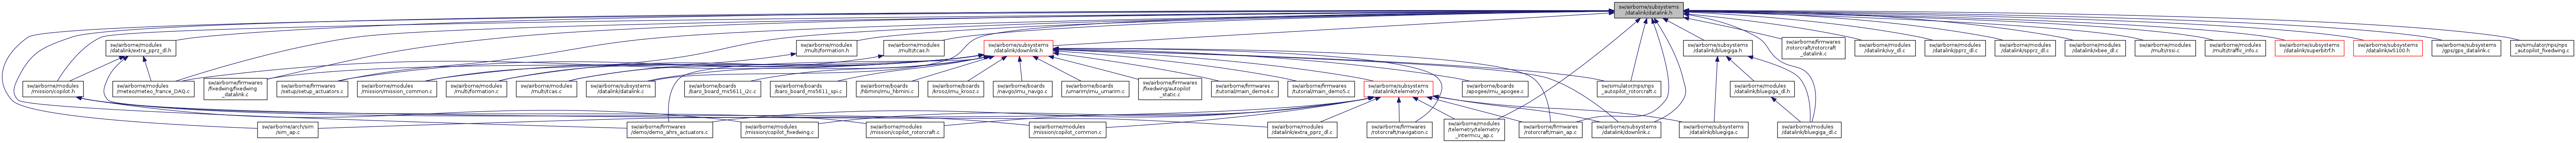 sw/airborne/subsystems
/datalink/datalink.h
sw/airborne/modules
/datalink/extra_pprz_dl.h
sw/airborne/modules
/multi/formation.h
sw/airborne/modules
/multi/tcas.h
sw/airborne/subsystems
/datalink/downlink.h
sw/airborne/subsystems
/datalink/bluegiga.h
sw/airborne/firmwares
/rotorcraft/rotorcraft
_datalink.c
sw/airborne/modules
/datalink/ivy_dl.c
sw/airborne/modules
/datalink/pprz_dl.c
sw/airborne/modules
/datalink/spprz_dl.c
sw/airborne/modules
/datalink/xbee_dl.c
sw/airborne/modules
/multi/rssi.c
sw/airborne/modules
/multi/traffic_info.c
sw/airborne/subsystems
/datalink/superbitrf.h
sw/airborne/subsystems
/datalink/w5100.h
sw/airborne/subsystems
/gps/gps_datalink.c
sw/simulator/nps/nps
_autopilot_fixedwing.c
sw/airborne/modules
/mission/copilot.h
sw/airborne/modules
/meteo/meteo_france_DAQ.c
sw/airborne/firmwares
/fixedwing/fixedwing
_datalink.c
sw/airborne/firmwares
/setup/setup_actuators.c
sw/airborne/modules
/mission/mission_common.c
sw/airborne/modules
/multi/formation.c
sw/airborne/modules
/multi/tcas.c
sw/airborne/subsystems
/datalink/datalink.c
sw/airborne/boards
/baro_board_ms5611_i2c.c
sw/airborne/boards
/baro_board_ms5611_spi.c
sw/airborne/boards
/hbmini/imu_hbmini.c
sw/airborne/boards
/krooz/imu_krooz.c
sw/airborne/boards
/navgo/imu_navgo.c
sw/airborne/boards
/umarim/imu_umarim.c
sw/airborne/firmwares
/fixedwing/autopilot
_static.c
sw/airborne/firmwares
/tutorial/main_demo4.c
sw/airborne/firmwares
/tutorial/main_demo5.c
sw/airborne/subsystems
/datalink/telemetry.h
sw/airborne/boards
/apogee/imu_apogee.c
sw/simulator/nps/nps
_autopilot_rotorcraft.c
sw/airborne/modules
/datalink/bluegiga_dl.h
sw/airborne/arch/sim
/sim_ap.c
sw/airborne/firmwares
/demo/demo_ahrs_actuators.c
sw/airborne/modules
/mission/copilot_fixedwing.c
sw/airborne/modules
/mission/copilot_rotorcraft.c
sw/airborne/modules
/mission/copilot_common.c
sw/airborne/modules
/datalink/extra_pprz_dl.c
sw/airborne/firmwares
/rotorcraft/navigation.c
sw/airborne/modules
/telemetry/telemetry
_intermcu_ap.c
sw/airborne/firmwares
/rotorcraft/main_ap.c
sw/airborne/subsystems
/datalink/downlink.c
sw/airborne/subsystems
/datalink/bluegiga.c
sw/airborne/modules
/datalink/bluegiga_dl.c